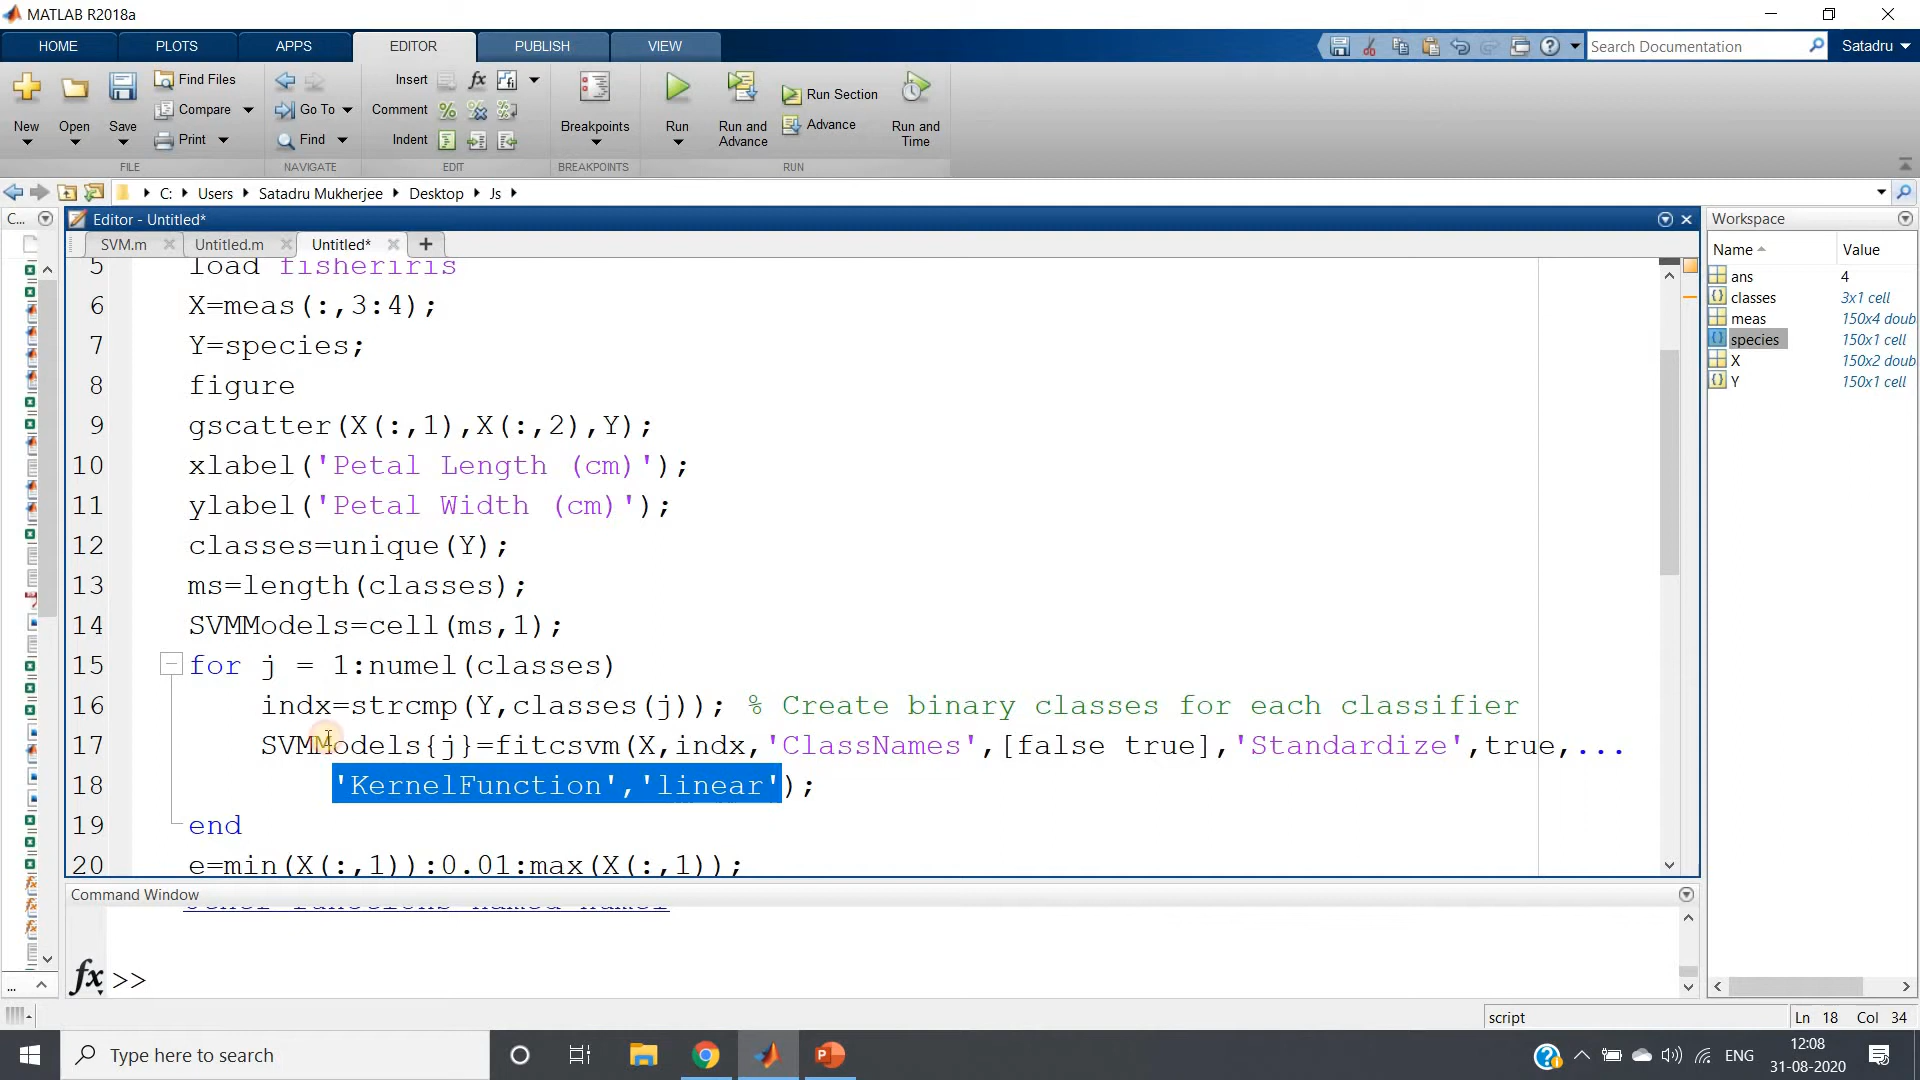 MATLAB R2018a
HOME PLOTS APPS EDITOR PUBLISH VIEW
Search Documentation
Satadru
New
Open
Save
Find Files
Compare
Print
FILE
Go To
Find
NAVIGATE
Insert
Comment
Indent
fx
EDIT
Breakpoints
BREAKPOINTS
Run
Run and Advance
Run Section
Advance
Run and Time
RUN
C: Users Satadru Mukherjee Desktop Js
C...
Editor - Untitled*
SVM.m Untitled.m Untitled* +
5 load fisheriris
6 X=meas(:,3:4);
7 Y=species;
8 figure
9 gscatter(X(:,1),X(:,2),Y);
10 xlabel('Petal Length (cm)');
11 ylabel('Petal Width (cm)');
12 classes=unique(Y);
13 ms=length(classes);
14 SVMModels=cell(ms,1);
15 for j = 1:numel(classes)
16 indx=strcmp(Y,classes(j)); % Create binary classes for each classifier
17 SVMModels{j}=fitcsvm(X,indx,'ClassNames',[false true],'Standardize',true,...
18 'KernelFunction','linear');
19 end
20 e=min(X(:,1)):0.01:max(X(:,1));
Workspace
Name Value
ans 4
classes 3x1 cell
meas 150x4 doub
species 150x1 cell
X 150x2 doub
Y 150x1 cell
Command Window
fx >>
...
script
Ln 18 Col 34
Type here to search
ENG
12:08
31-08-2020